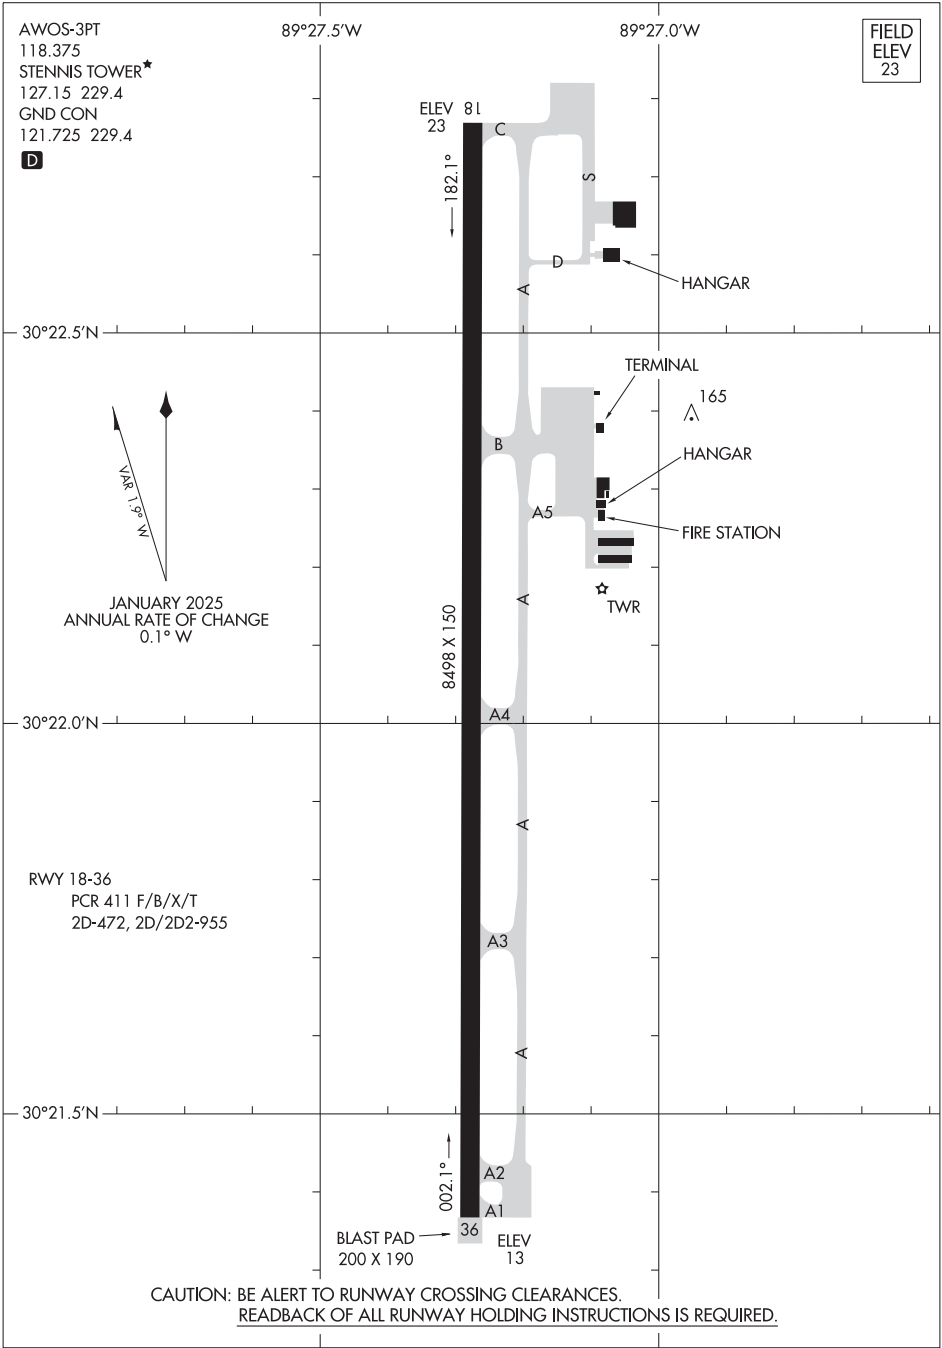 AWOS-3PT
118.375
STENNIS TOWER★
127.15 229.4
GND CON
121.725 229.4
D
89°27.5'W
89°27.0'W
FIELD
ELEV
23
ELEV
23
18
C
182.1°
S
D
A
HANGAR
30°22.5'N
TERMINAL
165
B
HANGAR
A5
FIRE STATION
VAR 1.9° W
JANUARY 2025
ANNUAL RATE OF CHANGE
0.1° W
A
TWR
8498 X 150
A4
30°22.0'N
A
RWY 18-36
PCR 411 F/B/X/T
2D-472, 2D/2D2-955
A3
A
30°21.5'N
002.1°
A2
A1
36
BLAST PAD
200 X 190
ELEV
13
CAUTION: BE ALERT TO RUNWAY CROSSING CLEARANCES.
READBACK OF ALL RUNWAY HOLDING INSTRUCTIONS IS REQUIRED.